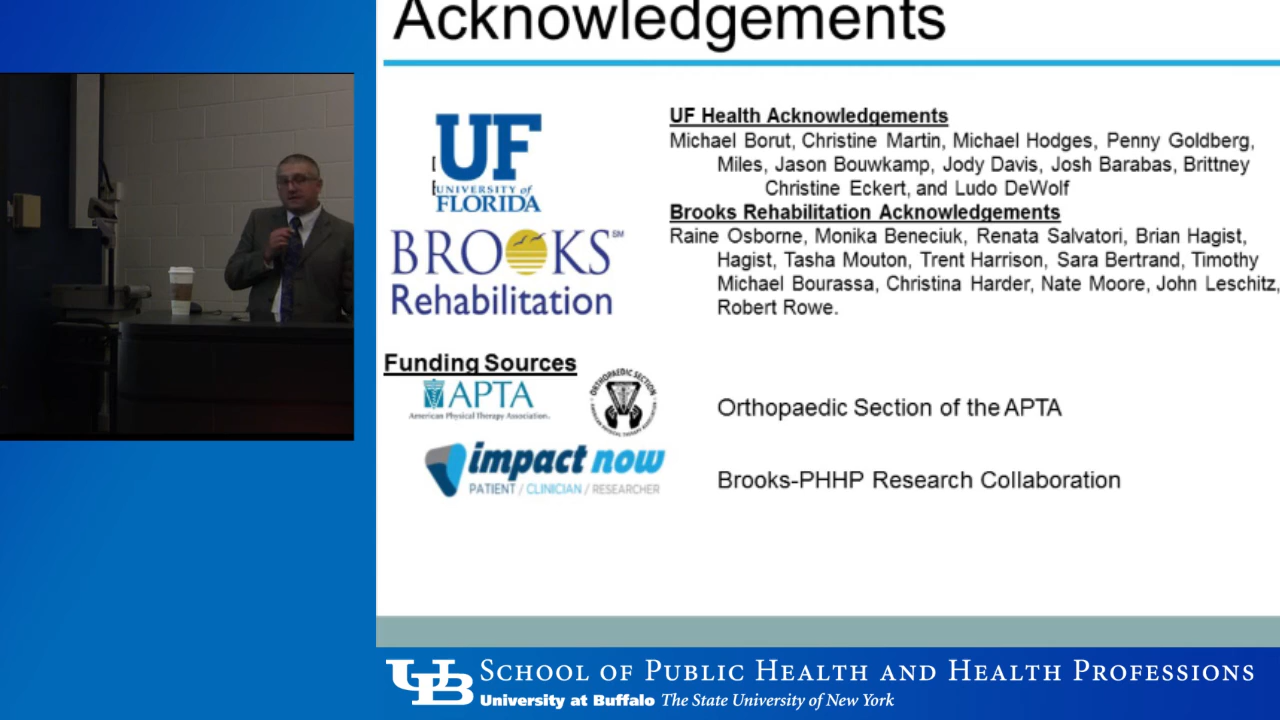 Acknowledgements
UF
UNIVERSITY of
FLORIDA
BROOKS SM
Rehabilitation
UF Health Acknowledgements
Michael Borut, Christine Martin, Michael Hodges, Penny Goldberg,
Miles, Jason Bouwkamp, Jody Davis, Josh Barabas, Brittney
Christine Eckert, and Ludo DeWolf
Brooks Rehabilitation Acknowledgements
Raine Osborne, Monika Beneciuk, Renata Salvatori, Brian Hagist,
Hagist, Tasha Mouton, Trent Harrison, Sara Bertrand, Timothy
Michael Bourassa, Christina Harder, Nate Moore, John Leschitz,
Robert Rowe.
Funding Sources
APTA
American Physical Therapy Association.
ORTHOPAEDIC SECTION
Orthopaedic Section of the APTA
impact now
PATIENT / CLINICIAN / RESEARCHER
Brooks-PHHP Research Collaboration
UB SCHOOL OF PUBLIC HEALTH AND HEALTH PROFESSIONS
University at Buffalo The State University of New York